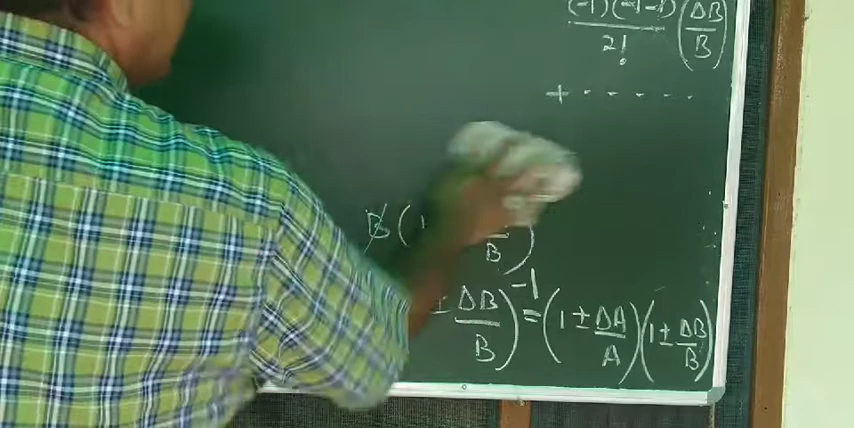 (-1)(-1-1)/2! (ΔB/B)
+ - - - - -
B (1 /B)
± ΔB/B)^-1 = (1 ± ΔA/A)(1 ± ΔB/B)